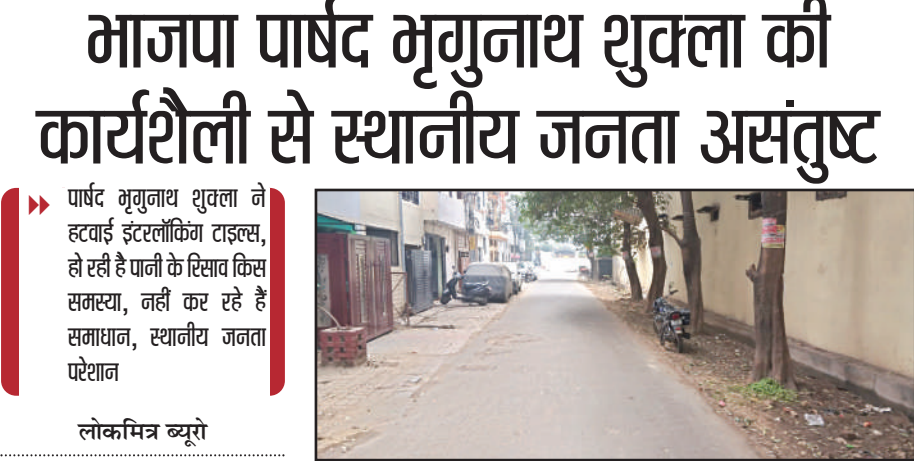 भाजपा पार्षद भृगुनाथ शुक्ला की
कार्यशैली से स्थानीय जनता असंतुष्ट
पार्षद भृगुनाथ शुक्ला ने
हटवाई इंटरलॉकिंग टाइल्स,
हो रही है पानी के रिसाव किस
समस्या, नहीं कर रहे हैं
समाधान, स्थानीय जनता
परेशान
लोकमित्र ब्यूरो